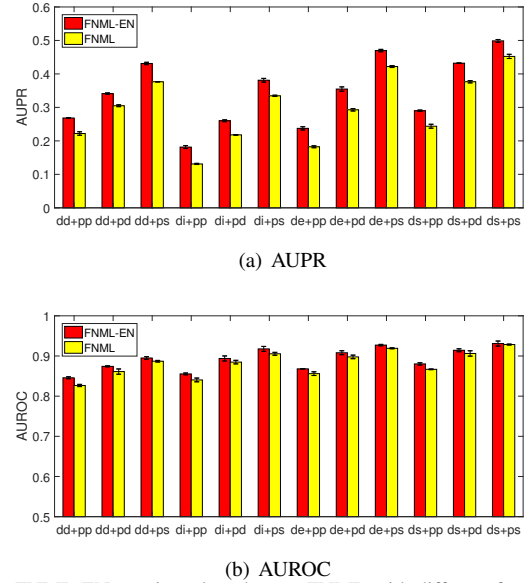 0.6
0.5
0.4
0.3
0.2
0.1
0
AUPR
FNML-EN
FNML
dd+pp dd+pd dd+ps di+pp di+pd di+ps de+pp de+pd de+ps ds+pp ds+pd ds+ps
(a) AUPR
1
0.9
0.8
0.7
0.6
0.5
AUROC
FNML-EN
FNML
dd+pp dd+pd dd+ps di+pp di+pd di+ps de+pp de+pd de+ps ds+pp ds+pd ds+ps
(b) AUROC